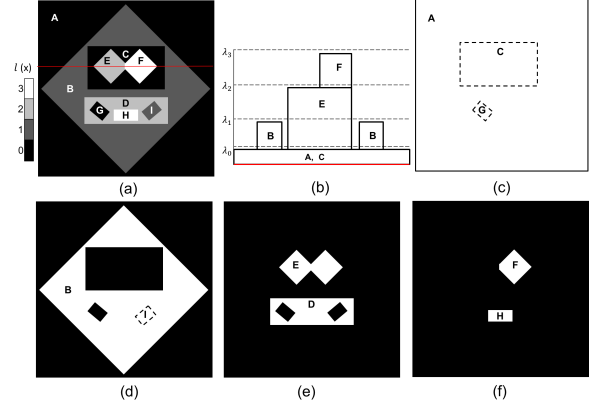 A
C
E
F
B
D
G
H
I
l (x)
3
2
1
0
(a)
λ3
λ2
λ1
λ0
F
E
B
B
A, C
(b)
A
C
G
(c)
B
I
(d)
E
D
(e)
F
H
(f)